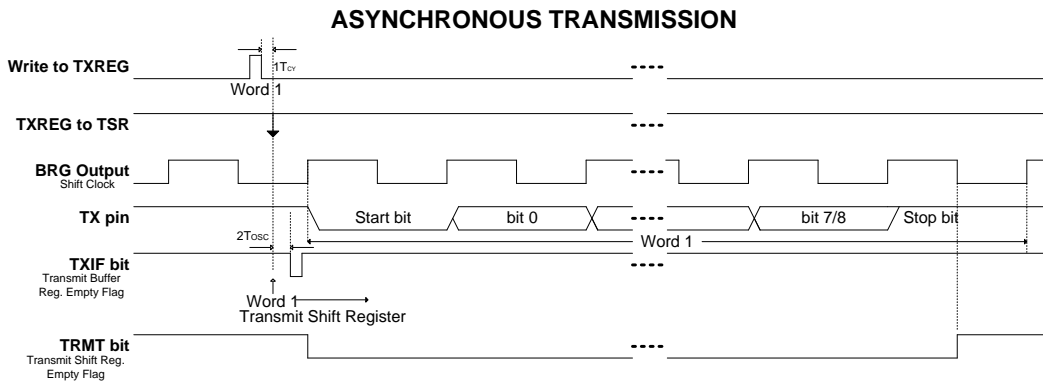 ASYNCHRONOUS TRANSMISSION
Write to TXREG
1TCY
Word 1
TXREG to TSR
BRG Output
Shift Clock
TX pin
Start bit
bit 0
bit 7/8
Stop bit
2TOSC
Word 1
TXIF bit
Transmit Buffer
Reg. Empty Flag
Word 1
Transmit Shift Register
TRMT bit
Transmit Shift Reg.
Empty Flag